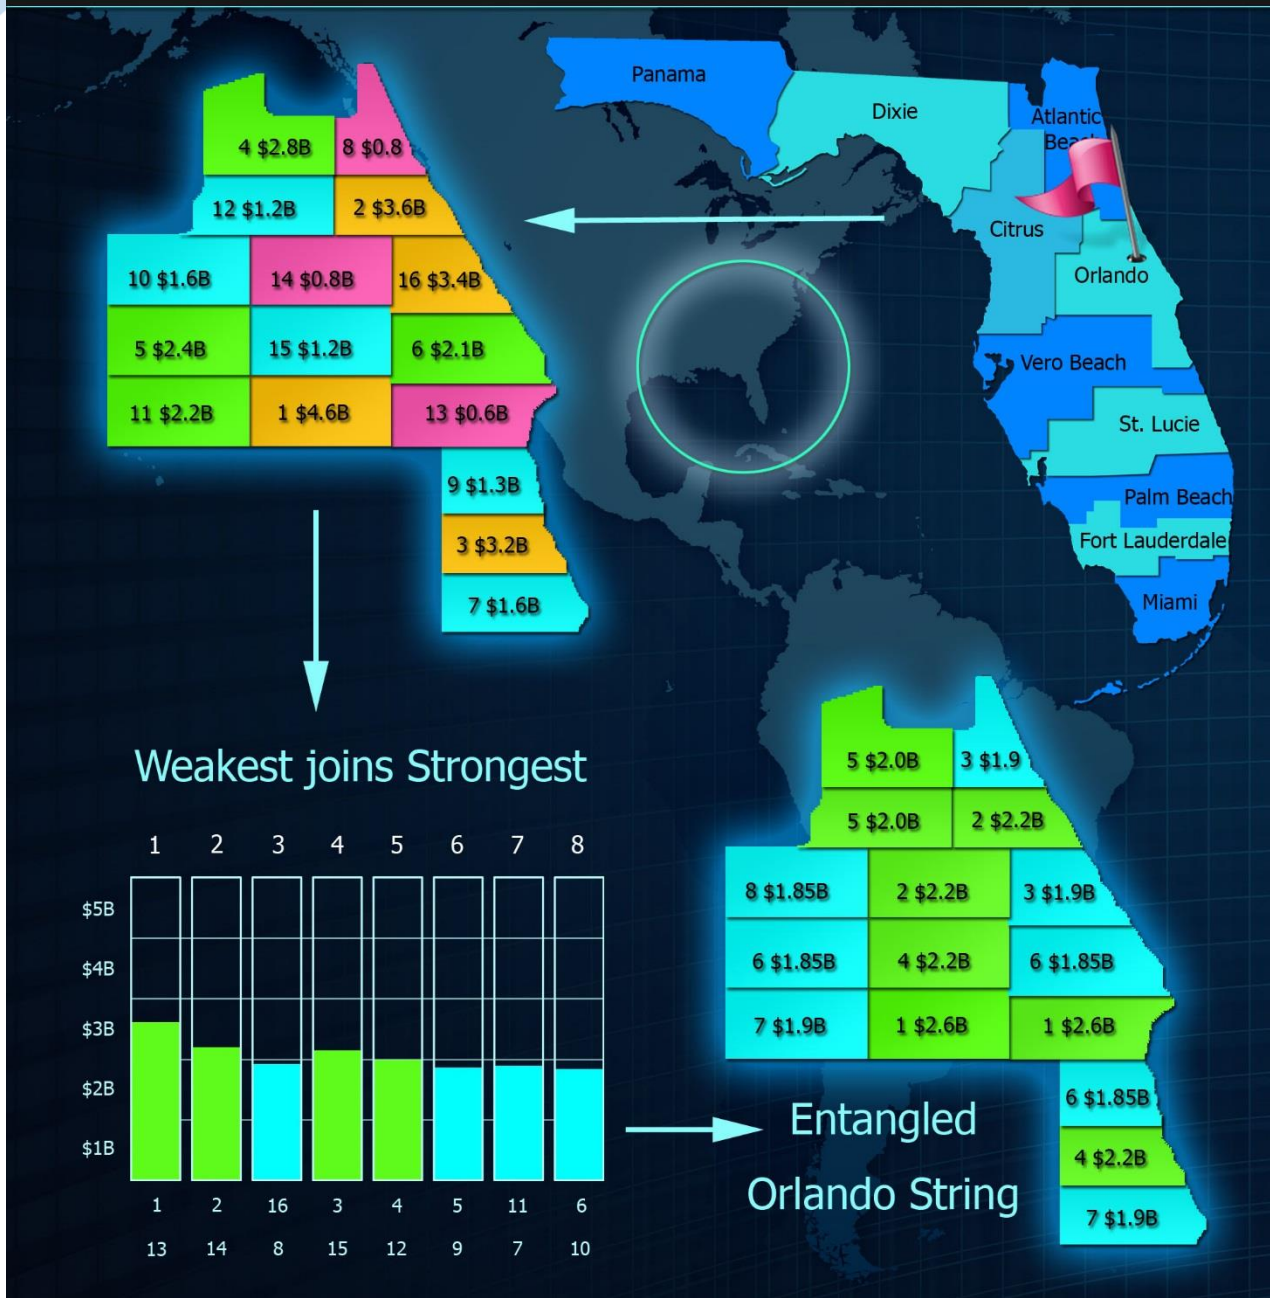 Panama
Dixie
Atlantic
Beach
Citrus
Orlando
Vero Beach
St. Lucie
Palm Beach
Fort Lauderdale
Miami
4 $2.8B 8 $0.8
12 $1.2B 2 $3.6B
10 $1.6B 14 $0.8B 16 $3.4B
5 $2.4B 15 $1.2B 6 $2.1B
11 $2.2B 1 $4.6B 13 $0.6B
9 $1.3B
3 $3.2B
7 $1.6B
Weakest joins Strongest
1 2 3 4 5 6 7 8
$5B
$4B
$3B
$2B
$1B
1 2 16 3 4 5 11 6
13 14 8 15 12 9 7 10
5 $2.0B 3 $1.9
5 $2.0B 2 $2.2B
8 $1.85B 2 $2.2B 3 $1.9B
6 $1.85B 4 $2.2B 6 $1.85B
7 $1.9B 1 $2.6B 1 $2.6B
6 $1.85B
4 $2.2B
7 $1.9B
Entangled
Orlando String